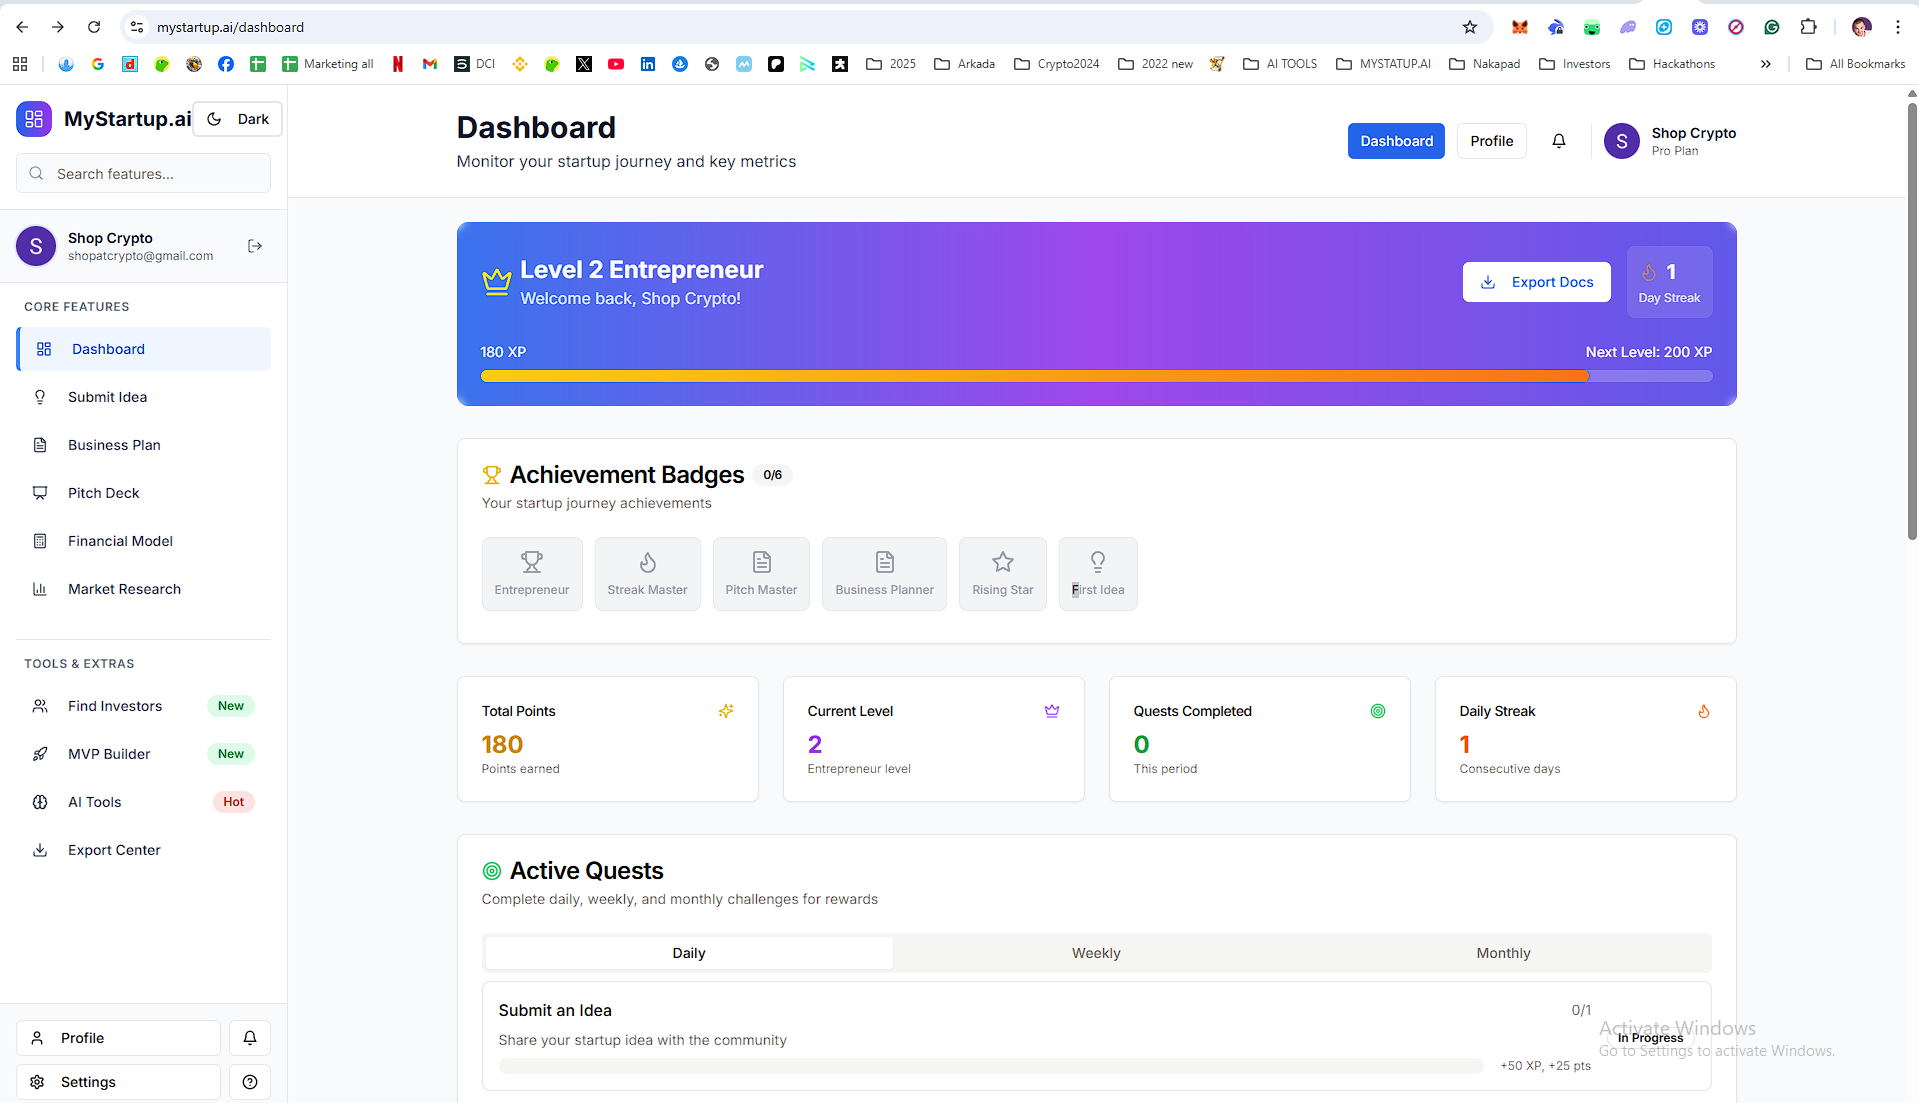 mystartup.ai/dashboard
Marketing all
DCI
2025
Arkada
Crypto2024
2022 new
AI TOOLS
MYSTATUP.AI
Nakapad
Investors
Hackathons
All Bookmarks
MyStartup.ai
Dark
Search features...
S
Shop Crypto
shopatcrypto@gmail.com
CORE FEATURES
Dashboard
Submit Idea
Business Plan
Pitch Deck
Financial Model
Market Research
TOOLS & EXTRAS
Find Investors New
MVP Builder New
AI Tools Hot
Export Center
Profile
Settings
Dashboard
Monitor your startup journey and key metrics
Dashboard
Profile
S
Shop Crypto
Pro Plan
Level 2 Entrepreneur
Welcome back, Shop Crypto!
Export Docs
1
Day Streak
180 XP
Next Level: 200 XP
Achievement Badges 0/6
Your startup journey achievements
Entrepreneur
Streak Master
Pitch Master
Business Planner
Rising Star
First Idea
Total Points
180
Points earned
Current Level
2
Entrepreneur level
Quests Completed
0
This period
Daily Streak
1
Consecutive days
Active Quests
Complete daily, weekly, and monthly challenges for rewards
Daily
Weekly
Monthly
Submit an Idea
0/1
Share your startup idea with the community
In Progress
+50 XP, +25 pts
Activate Windows
Go to Settings to activate Windows.